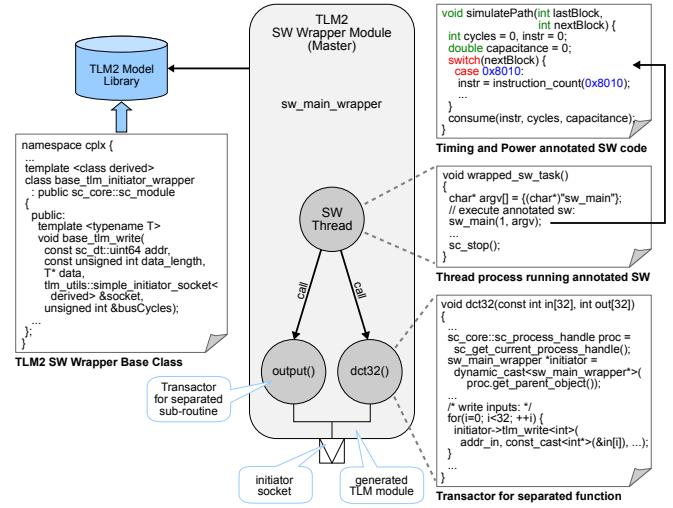 TLM2
SW Wrapper Module
(Master)
sw_main_wrapper
SW
Thread
call
call
output()
dct32()
TLM2 Model
Library
namespace cplx {
...
template <class derived>
class base_tlm_initiator_wrapper
: public sc_core::sc_module
{
public:
template <typename T>
void base_tlm_write(
const sc_dt::uint64 addr,
const unsigned int data_length,
T* data,
tlm_utils::simple_initiator_socket<
derived> &socket,
unsigned int &busCycles);
...
};
}
TLM2 SW Wrapper Base Class
Transactor
for separated
sub-routine
initiator
socket
generated
TLM module
void simulatePath(int lastBlock,
int nextBlock) {
int cycles = 0, instr = 0;
double capacitance = 0;
switch(nextBlock) {
case 0x8010:
instr = instruction_count(0x8010);
...
}
consume(instr, cycles, capacitance);
}
Timing and Power annotated SW code
void wrapped_sw_task()
{
char* argv[] = {(char*)"sw_main"};
// execute annotated sw:
sw_main(1, argv);
...
sc_stop();
}
Thread process running annotated SW
void dct32(const int in[32], int out[32])
{
...
sc_core::sc_process_handle proc =
sc_get_current_process_handle();
sw_main_wrapper *initiator =
dynamic_cast<sw_main_wrapper*>(
proc.get_parent_object());
...
/* write inputs: */
for(i=0; i<32; ++i) {
initiator->tlm_write<int>(
addr_in, const_cast<int*>(&in[i]), ...);
}
...
}
Transactor for separated function